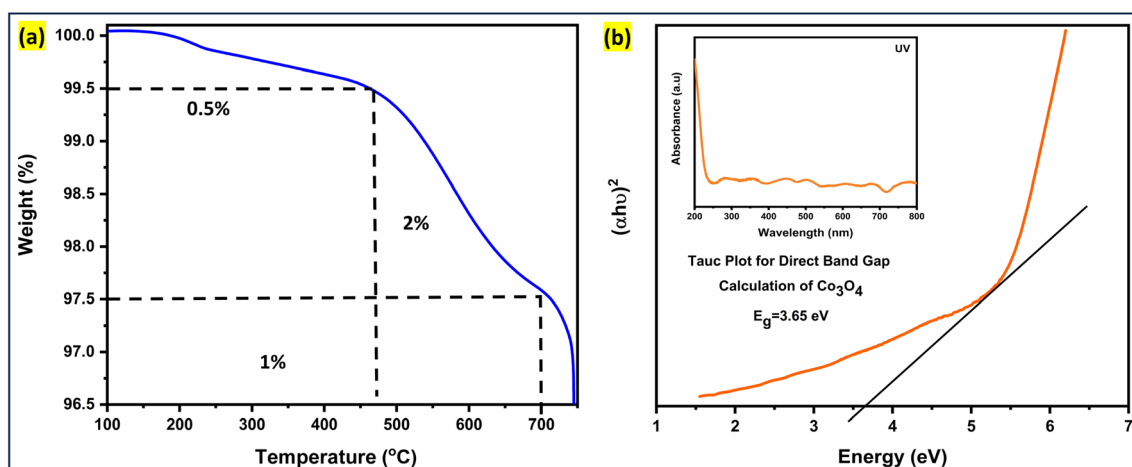 (a)
100.0
99.5
99.0
98.5
98.0
97.5
97.0
96.5
Weight (%)
0.5%
2%
1%
100 200 300 400 500 600 700
Temperature (°C)
(b)
(αhυ)²
UV
Absorbance (a.u)
200 300 400 500 600 700 800
Wavelength (nm)
Tauc Plot for Direct Band Gap
Calculation of Co₃O₄
E_g=3.65 eV
1 2 3 4 5 6 7
Energy (eV)